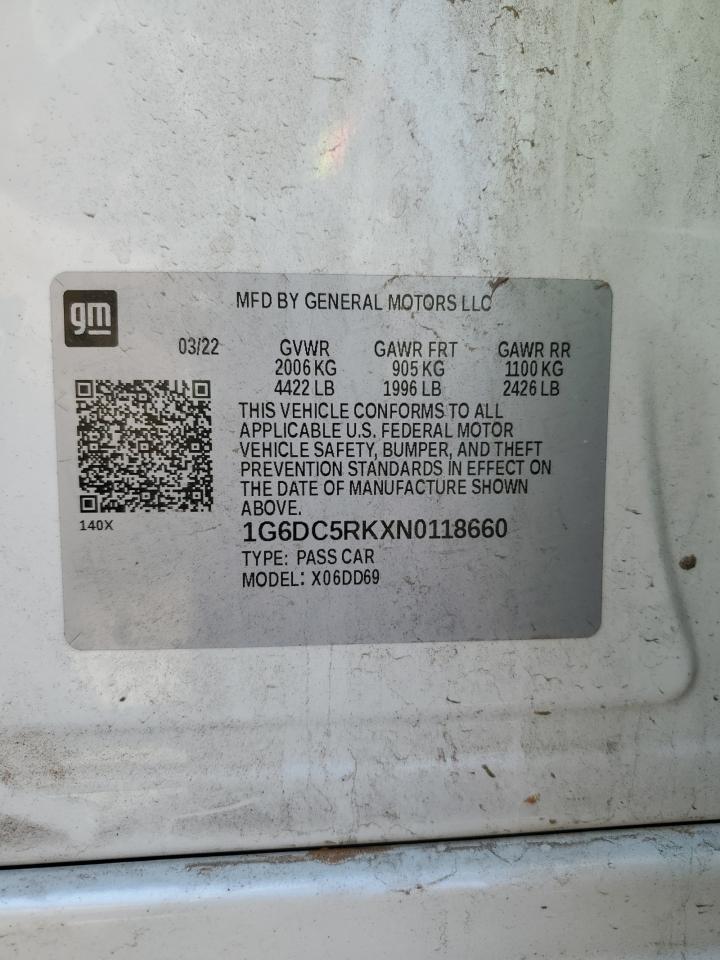 gm
MFD BY GENERAL MOTORS LLC
03/22 GVWR GAWR FRT GAWR RR
2006 KG 905 KG 1100 KG
4422 LB 1996 LB 2426 LB
THIS VEHICLE CONFORMS TO ALL
APPLICABLE U.S. FEDERAL MOTOR
VEHICLE SAFETY, BUMPER, AND THEFT
PREVENTION STANDARDS IN EFFECT ON
THE DATE OF MANUFACTURE SHOWN
ABOVE.
140X
1G6DC5RKXN0118660
TYPE: PASS CAR
MODEL: X06DD69